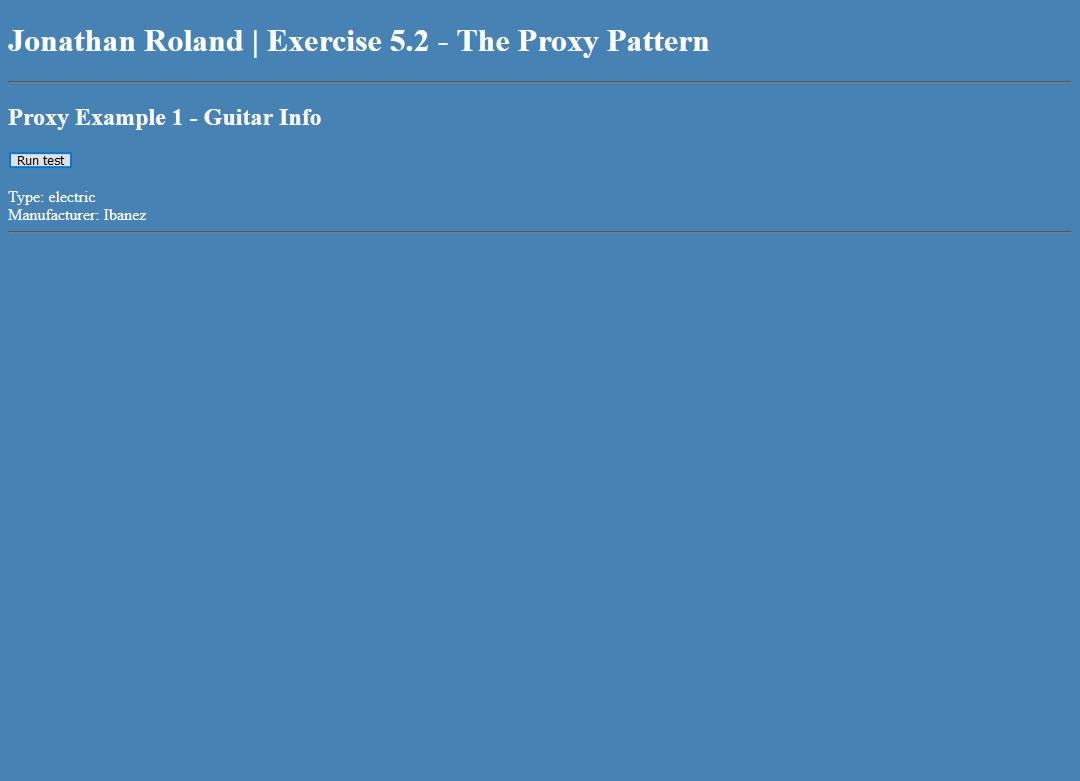 Jonathan Roland | Exercise 5.2 - The Proxy Pattern
Proxy Example 1 - Guitar Info
Run test
Type: electric
Manufacturer: Ibanez